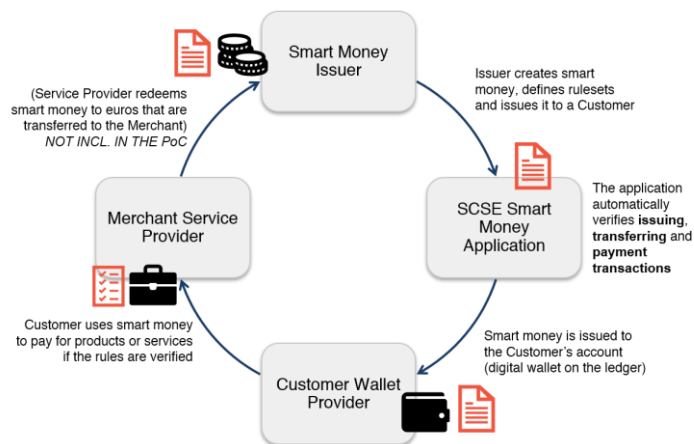 Smart Money
Issuer
(Service Provider redeems
smart money to euros that are
transferred to the Merchant)
NOT INCL. IN THE PoC
Issuer creates smart
money, defines rulesets
and issues it to a Customer
Merchant Service
Provider
SCSE Smart
Money
Application
The application
automatically
verifies issuing,
transferring and
payment
transactions
Customer uses smart money
to pay for products or services
if the rules are verified
Smart money is issued to
the Customer's account
(digital wallet on the ledger)
Customer Wallet
Provider